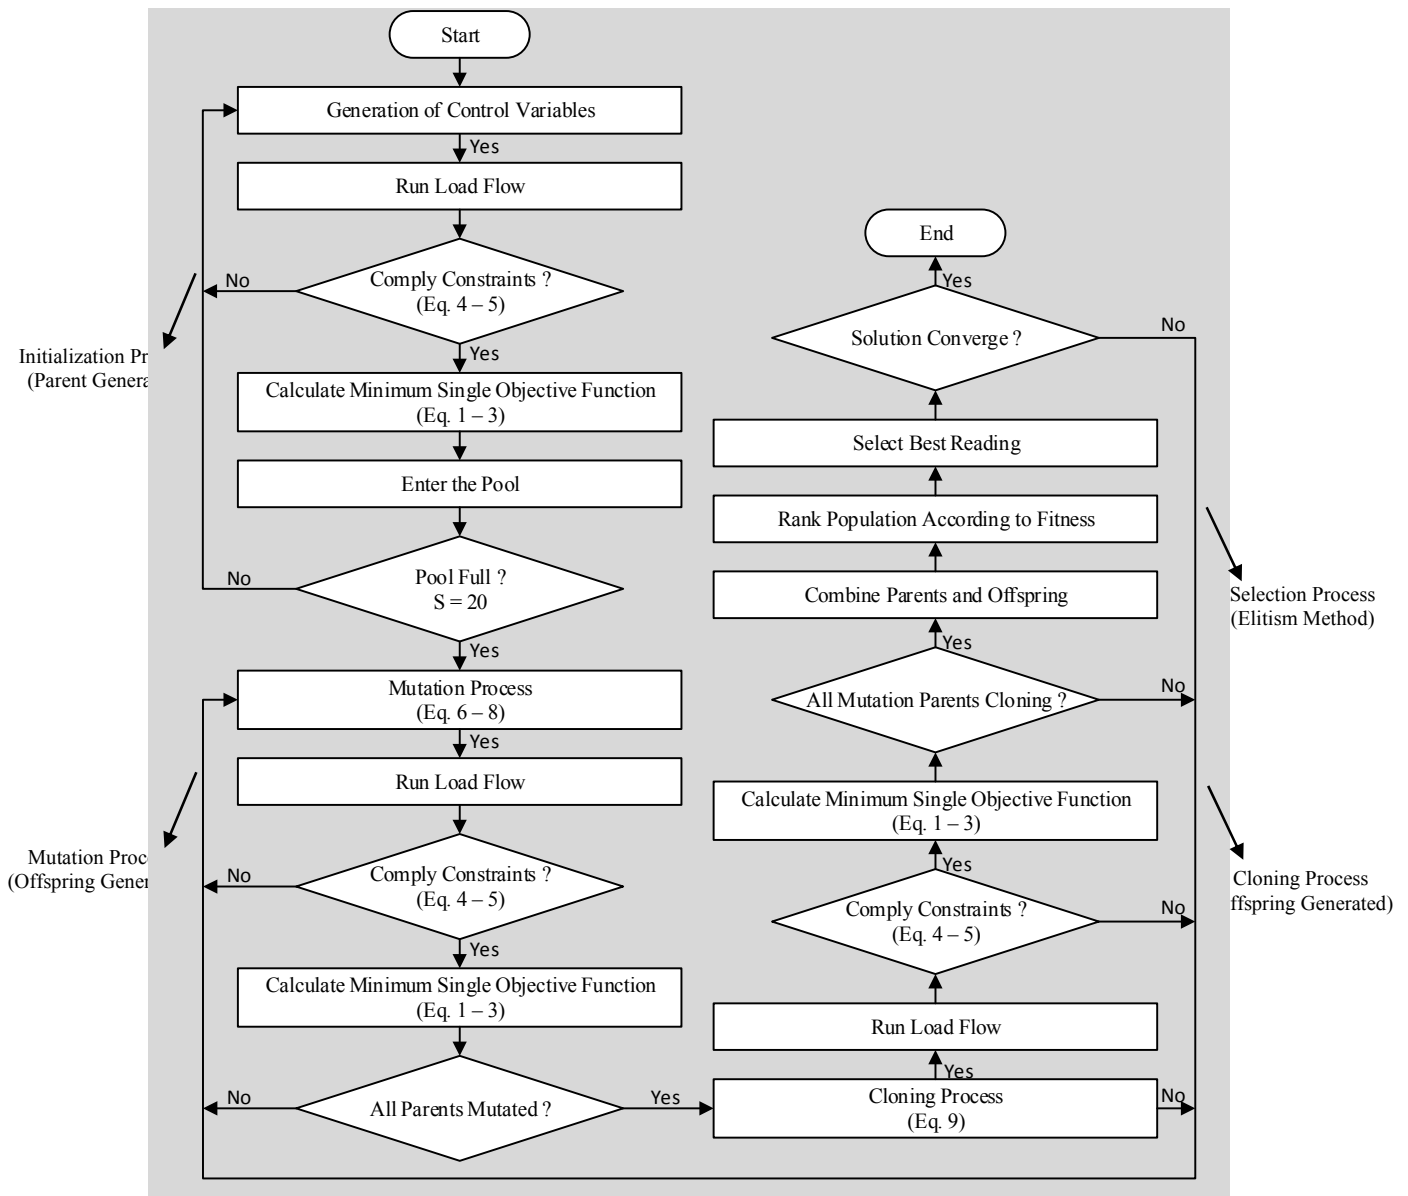 Start
Generation of Control Variables
Yes
Run Load Flow
No
Comply Constraints ?
(Eq. 4 – 5)
Yes
Initialization Pr
(Parent Genera
Calculate Minimum Single Objective Function
(Eq. 1 – 3)
Enter the Pool
No
Pool Full ?
S = 20
Yes
Mutation Process
(Eq. 6 – 8)
Yes
Run Load Flow
Mutation Proc
(Offspring Gener
No
Comply Constraints ?
(Eq. 4 – 5)
Yes
Calculate Minimum Single Objective Function
(Eq. 1 – 3)
No
All Parents Mutated ?
Yes
Cloning Process
(Eq. 9)
No
Yes
Run Load Flow
Comply Constraints ?
(Eq. 4 – 5)
No
Yes
Cloning Process
ffspring Generated)
Calculate Minimum Single Objective Function
(Eq. 1 – 3)
All Mutation Parents Cloning ?
No
Yes
Combine Parents and Offspring
Selection Process
(Elitism Method)
Rank Population According to Fitness
Select Best Reading
Solution Converge ?
No
Yes
End